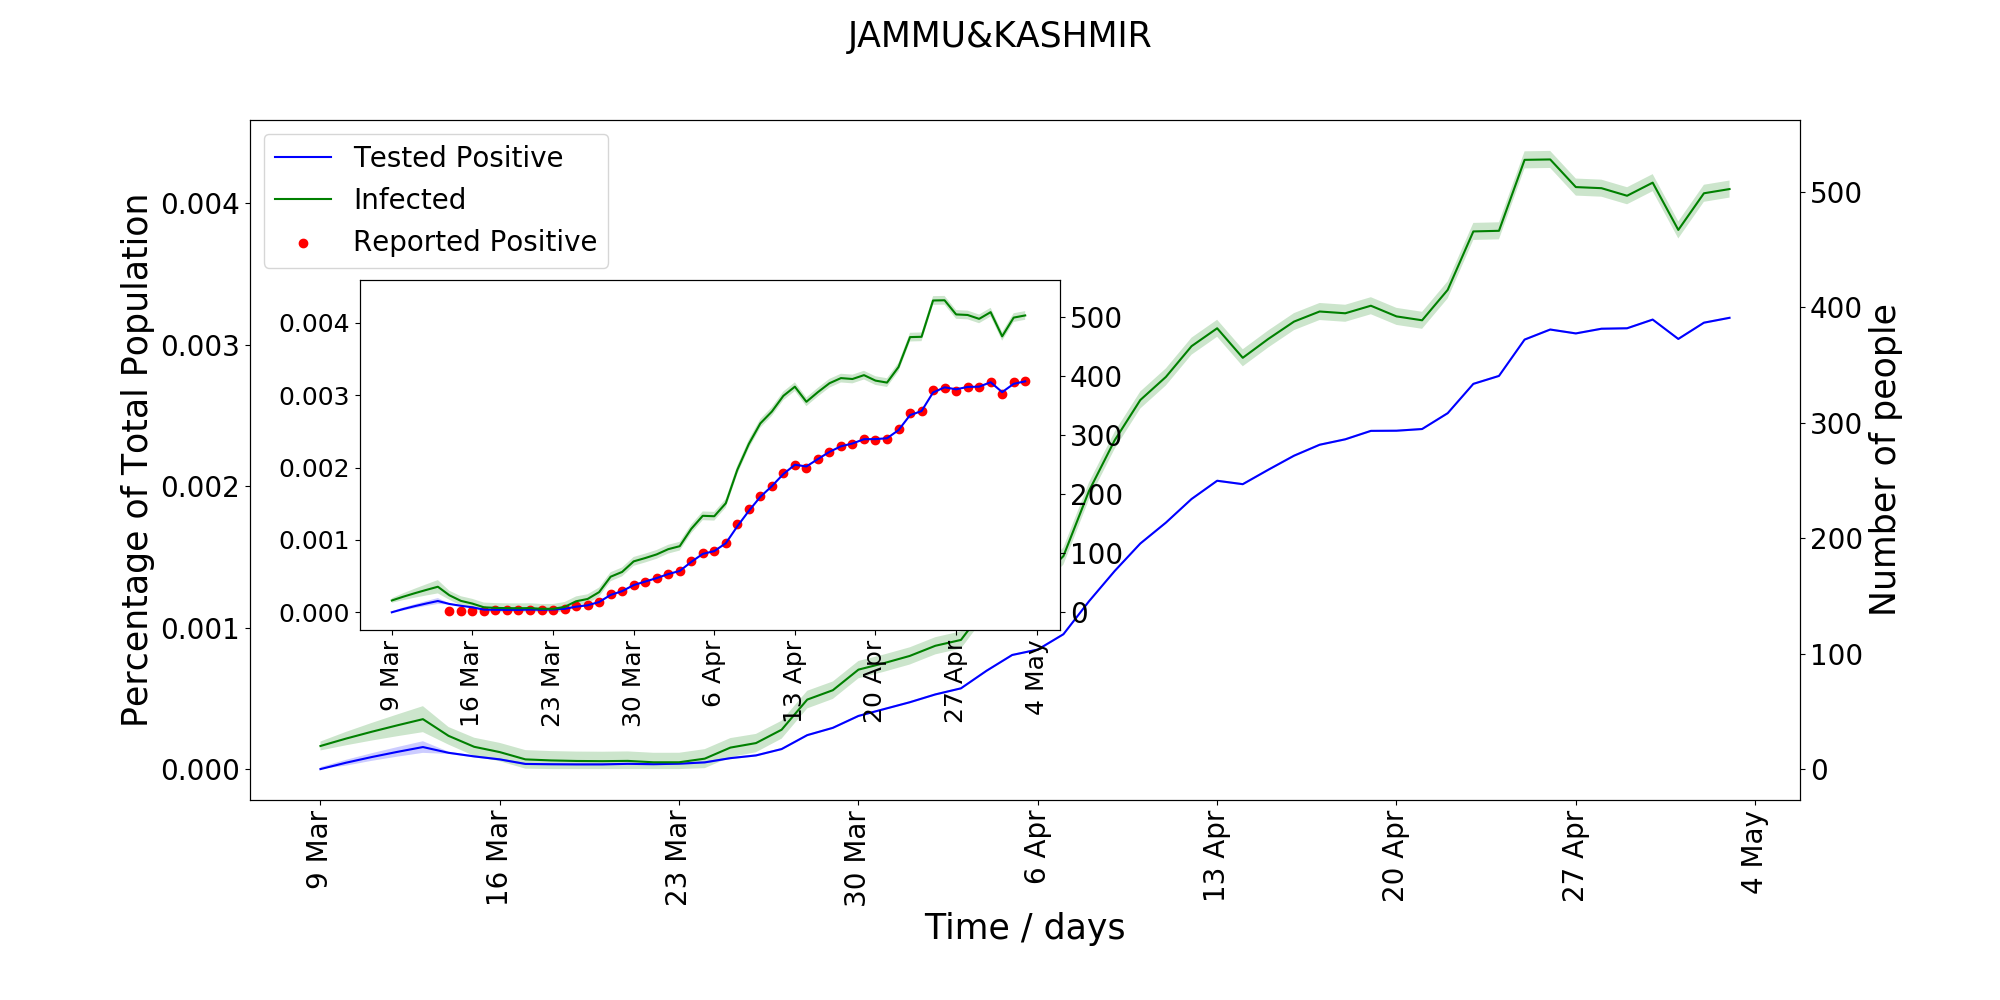 JAMMU&KASHMIR
Tested Positive
Infected
Reported Positive
Percentage of Total Population
0.004
0.003
0.002
0.001
0.000
Number of people
500
400
300
200
100
0
9 Mar
16 Mar
23 Mar
30 Mar
6 Apr
13 Apr
20 Apr
27 Apr
4 May
Time / days
0.004
0.003
0.002
0.001
0.000
500
400
300
200
100
0
9 Mar
16 Mar
23 Mar
30 Mar
6 Apr
13 Apr
20 Apr
27 Apr
4 May